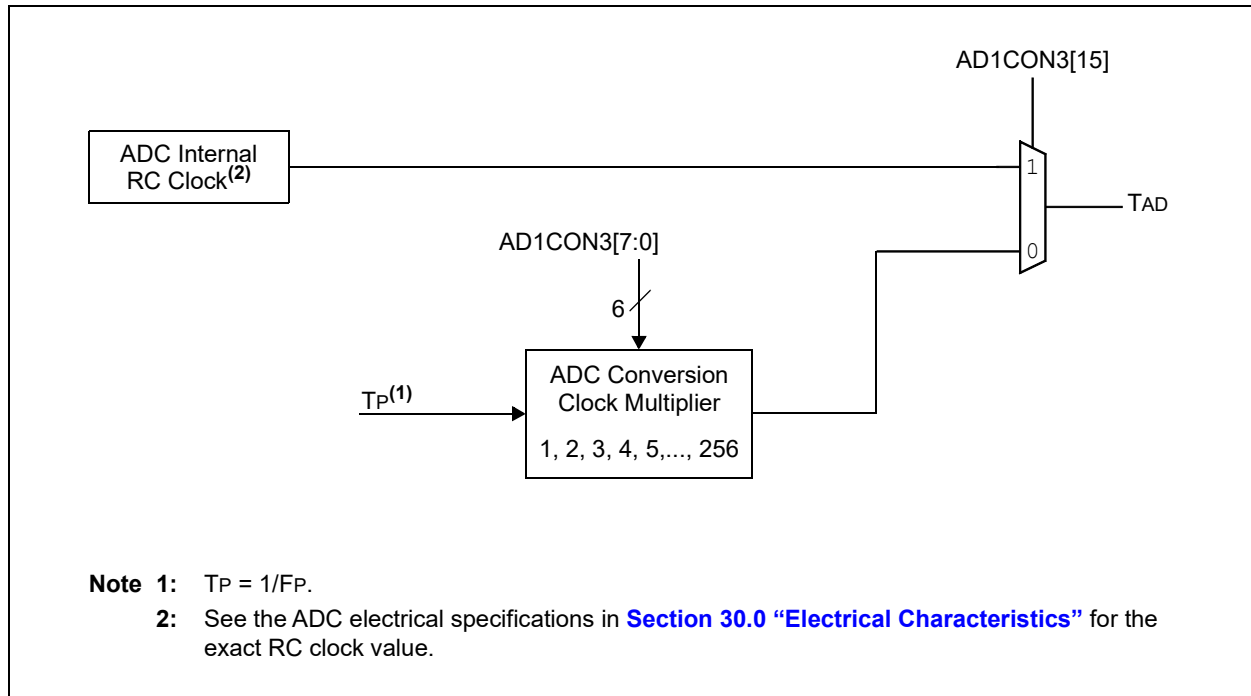 AD1CON3[15]
ADC Internal
RC Clock(2)
1
TAD
AD1CON3[7:0]
0
6
ADC Conversion
Clock Multiplier
TP(1)
1, 2, 3, 4, 5,..., 256
Note 1: TP = 1/FP.
2: See the ADC electrical specifications in Section 30.0 “Electrical Characteristics” for the
exact RC clock value.